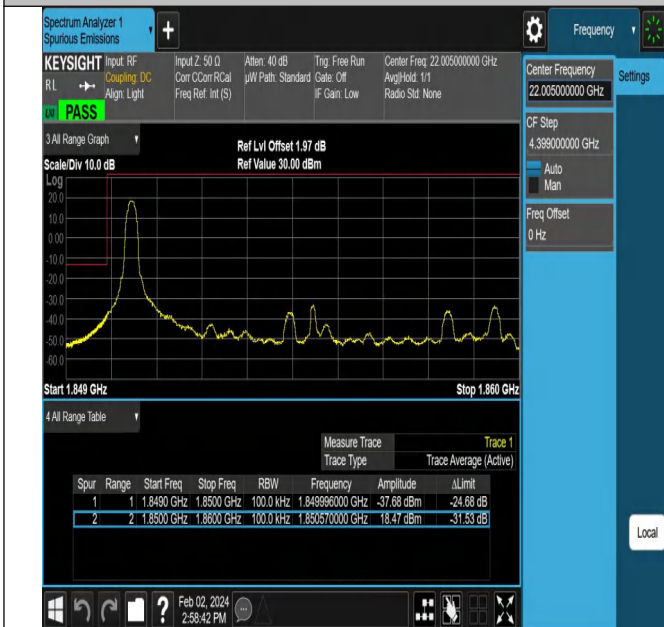 Spectrum Analyzer 1
Spurious Emissions
Frequency
KEYSIGHT Input: RF
RL Coupling: DC
Align: Light
Input Z: 50 Ω
Corr CCorr RCal
Freq Ref: Int (S)
Atten: 40 dB
µW Path: Standard
Trig: Free Run
Gate: Off
IF Gain: Low
Center Freq: 22.005000000 GHz
Avg|Hold: 1/1
Radio Std: None
PASS
Center Frequency
22.005000000 GHz
Settings
CF Step
4.399000000 GHz
Auto
Man
Freq Offset
0 Hz
3 All Range Graph
Ref Lvl Offset 1.97 dB
Scale/Div 10.0 dB
Ref Value 30.00 dBm
Log
20.0
10.0
0.00
-10.0
-20.0
-30.0
-40.0
-50.0
-60.0
Start 1.849 GHz
Stop 1.860 GHz
4 All Range Table
Measure Trace Trace 1
Trace Type Trace Average (Active)
Spur Range Start Freq Stop Freq RBW Frequency Amplitude ΔLimit
1 1 1.8490 GHz 1.8500 GHz 100.0 kHz 1.849996000 GHz -37.68 dBm -24.68 dB
2 2 1.8500 GHz 1.8600 GHz 100.0 kHz 1.850570000 GHz 18.47 dBm -31.53 dB
Local
Feb 02, 2024
2:58:42 PM